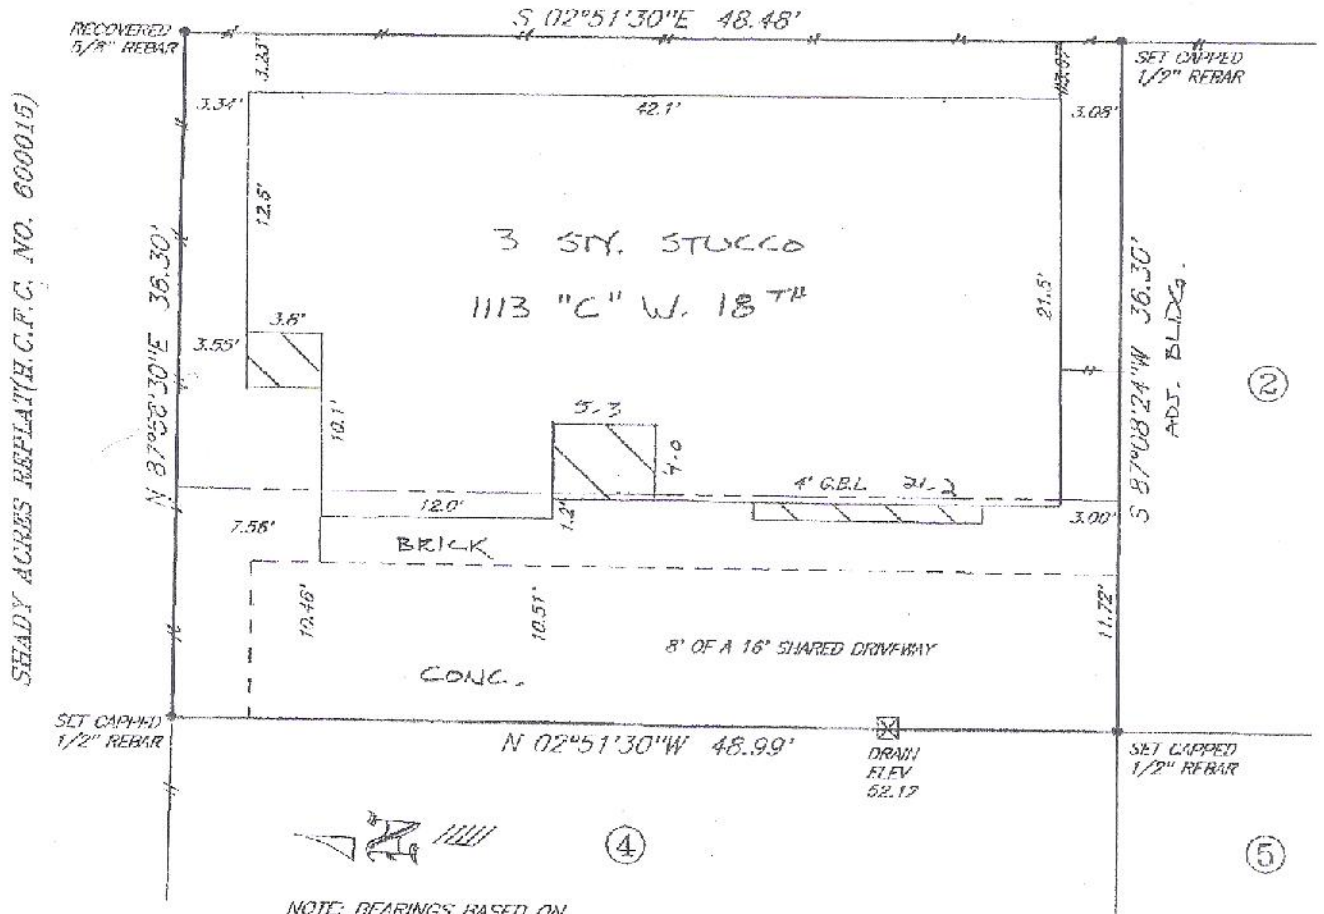 S 02°51'30"E 48.48'
RECOVERED
5/8" REBAR
SET CAPPED
1/2" REBAR
3.23'
3.34'
42.1'
3.08'
SHADY ACRES REPLAT(H.C.F.C. NO. 600015)
12.5'
3 STY. STUCCO
1113 "C" W. 18TH
N 87°58'30"E 36.30'
3.8'
3.55'
21.5'
S 87°08'24"W 36.30'
ADJ. BLDG.
2
10.1'
5.3
4.0
4' G.B.L.
21.2
12.0'
1.2'
3.00'
7.56'
BRICK
10.46'
10.51'
11.72'
8' OF A 16' SHARED DRIVEWAY
CONC.
SET CAPPED
1/2" REBAR
N 02°51'30"W 48.99'
DRAIN
ELEV
52.17
SET CAPPED
1/2" REBAR
4
5
NOTE: BEARINGS BASED ON